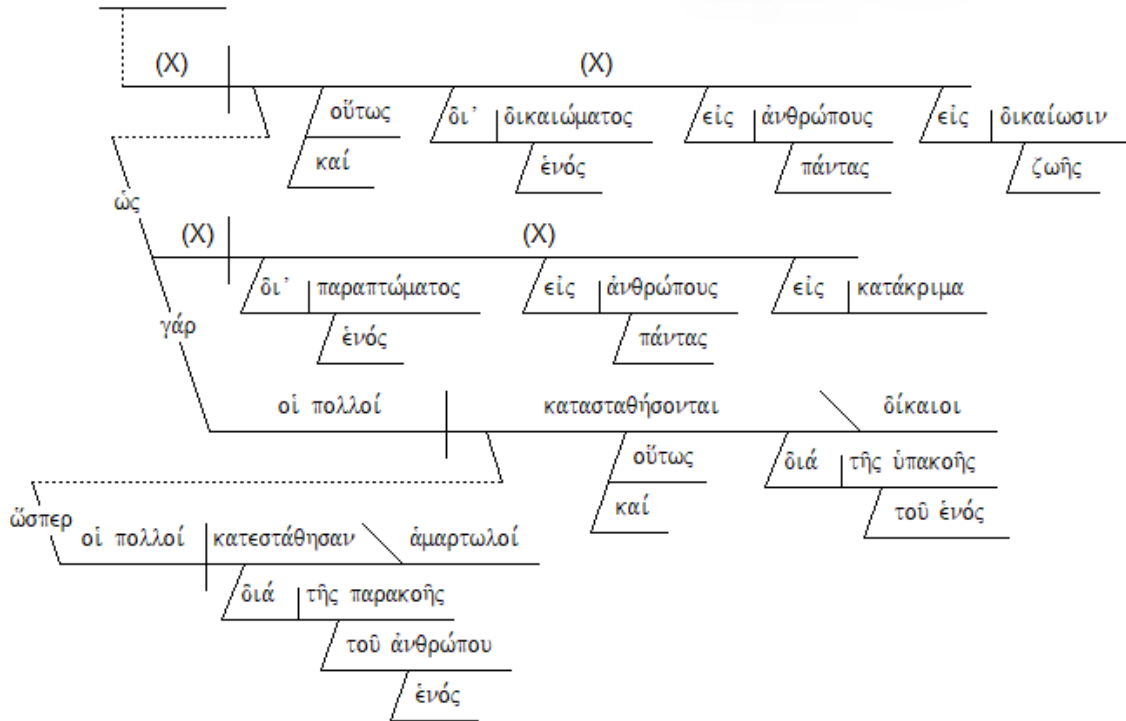 (X) (X)
οὕτως δι' δικαιώματος εἰς ἀνθρώπους εἰς δικαίωσιν
καί ἑνός πάντας ζωῆς
ὡς
(X) (X)
δι' παραπτώματος εἰς ἀνθρώπους εἰς κατάκριμα
γάρ
ἑνός πάντας
οἱ πολλοί κατασταθήσονται δίκαιοι
οὕτως διά τῆς ὑπακοῆς
καί τοῦ ἑνός
ὥσπερ
οἱ πολλοί κατεστάθησαν ἁμαρτωλοί
διά τῆς παρακοῆς
τοῦ ἀνθρώπου
ἑνός